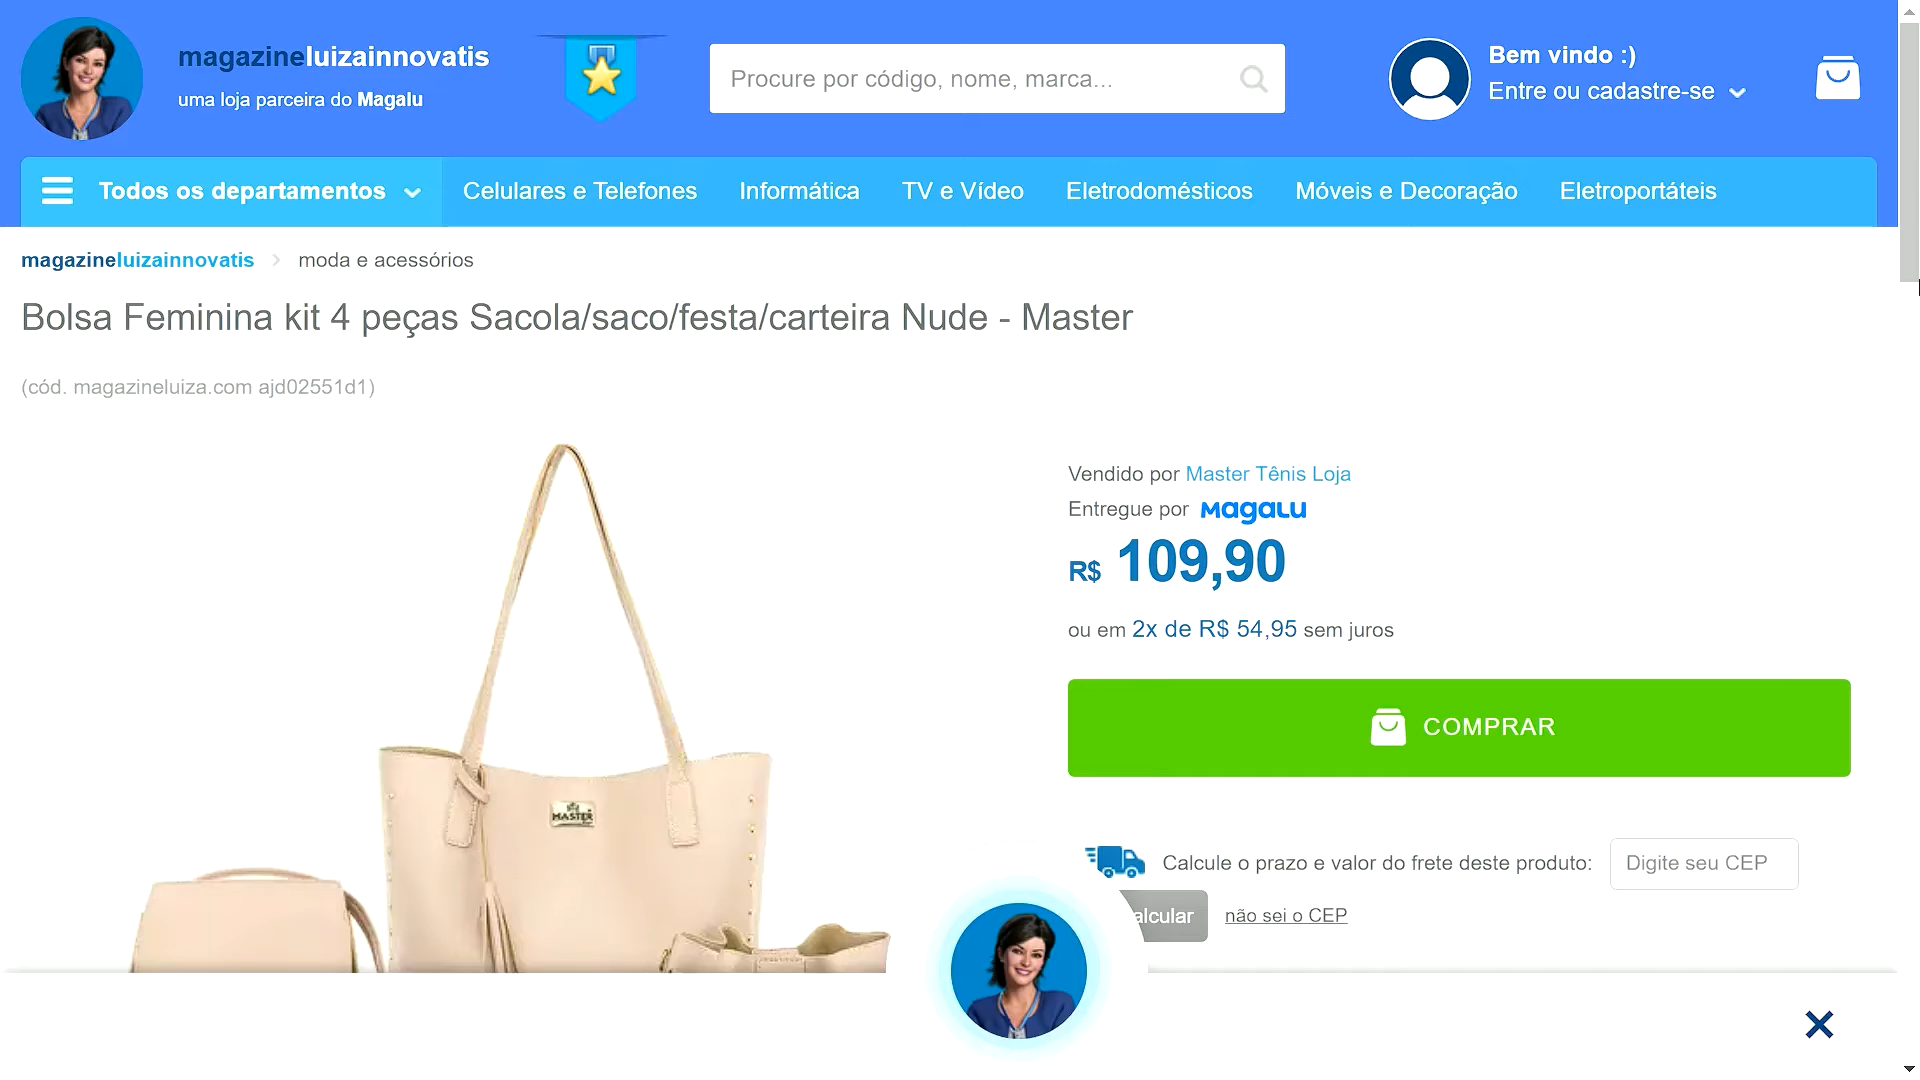 magazineluizainnovatis
uma loja parceira do Magalu
Procure por código, nome, marca...
Bem vindo :)
Entre ou cadastre-se
Todos os departamentos
Celulares e Telefones
Informática
TV e Vídeo
Eletrodomésticos
Móveis e Decoração
Eletroportáteis
magazineluizainnovatis
moda e acessórios
Bolsa Feminina kit 4 peças Sacola/saco/festa/carteira Nude - Master
(cód. magazineluiza.com ajd02551d1)
MASTER
Vendido por Master Tênis Loja
Entregue por Magalu
R$ 109,90
ou em 2x de R$ 54,95 sem juros
COMPRAR
Calcule o prazo e valor do frete deste produto:
Digite seu CEP
alcular
não sei o CEP